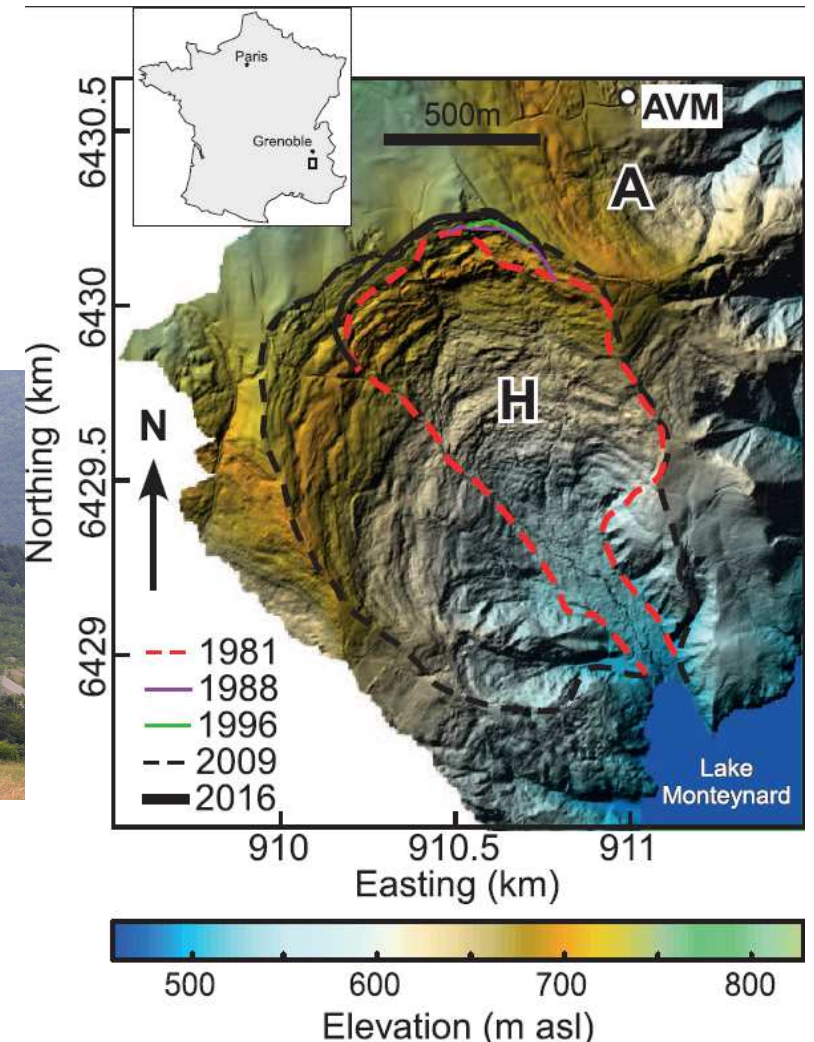 Paris
Grenoble
500m
AVM
A
H
N
Northing (km)
6430.5
6430
6429.5
6429
1981
1988
1996
2009
2016
Lake
Monteynard
910
910.5
911
Easting (km)
500
600
700
800
Elevation (m asl)